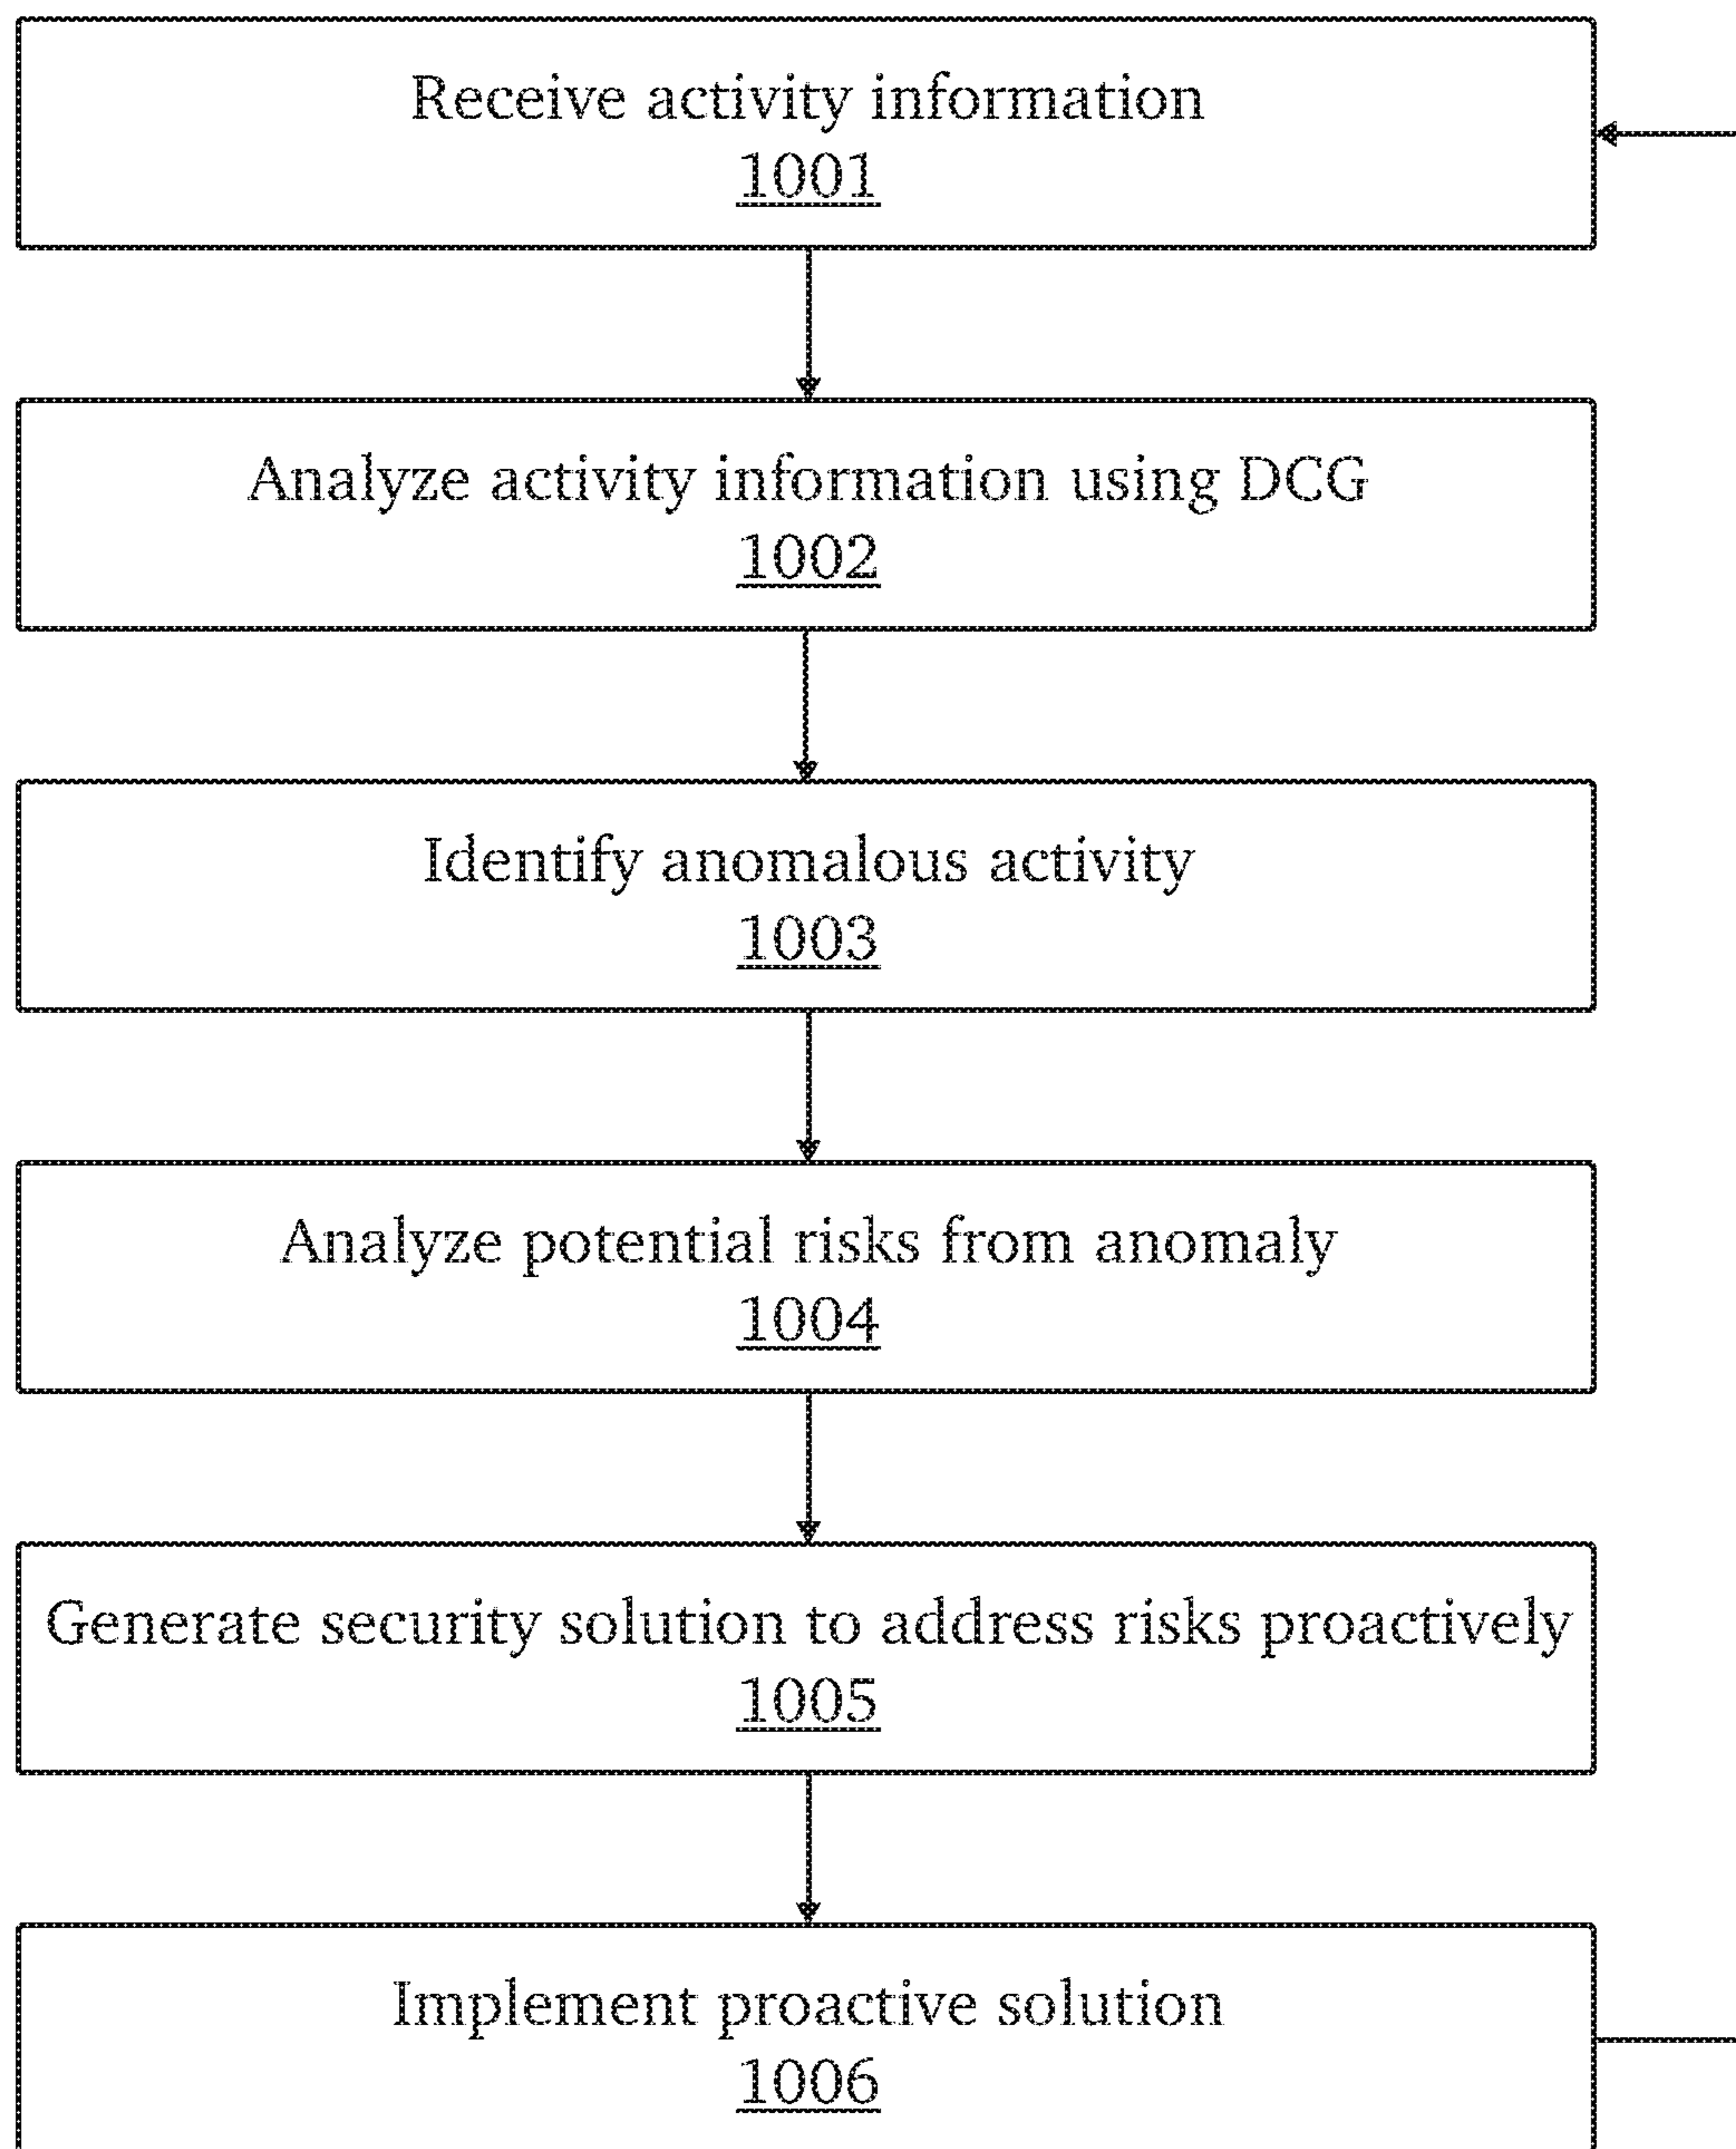 Receive activity information
1001
Analyze activity information using DCG
1002
Identify anomalous activity
1003
Analyze potential risks from anomaly
1004
Generate security solution to address risks proactively
1005
Implement proactive solution
1006